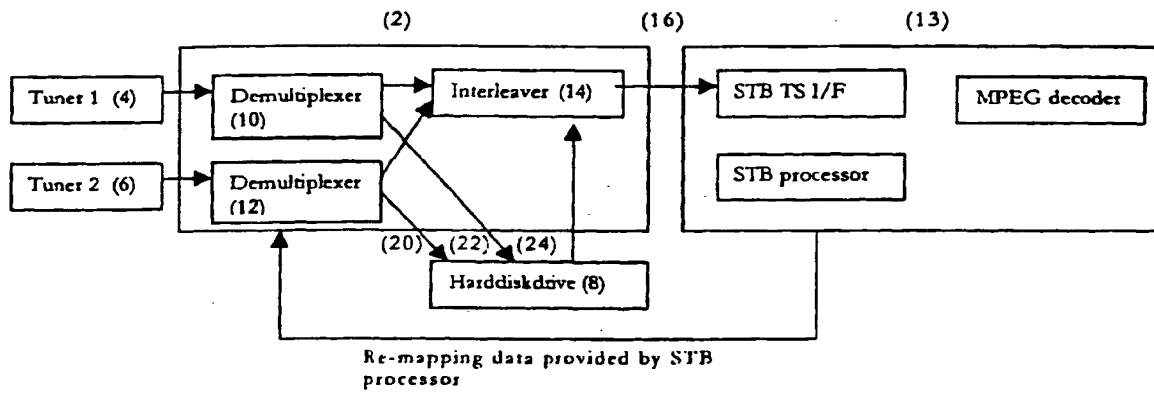 (2) (16) (13)
Tuner 1 (4)
Demultiplexer
(10)
Interleaver (14)
STB TS I/F
MPEG decoder
Tuner 2 (6)
Demultiplexer
(12)
STB processor
(20) (22) (24)
Harddiskdrive (8)
Re-mapping data provided by STB
processor